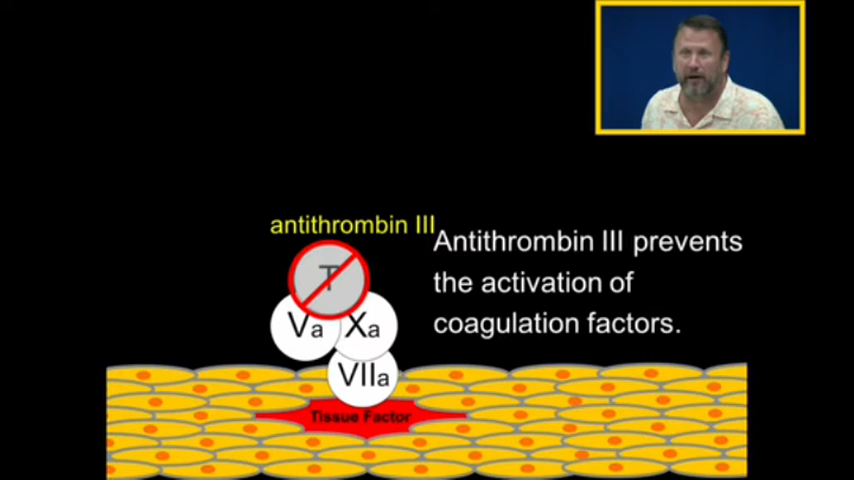 antithrombin III
Antithrombin III prevents
the activation of
coagulation factors.
T
Va Xa
VIIa
Tissue Factor